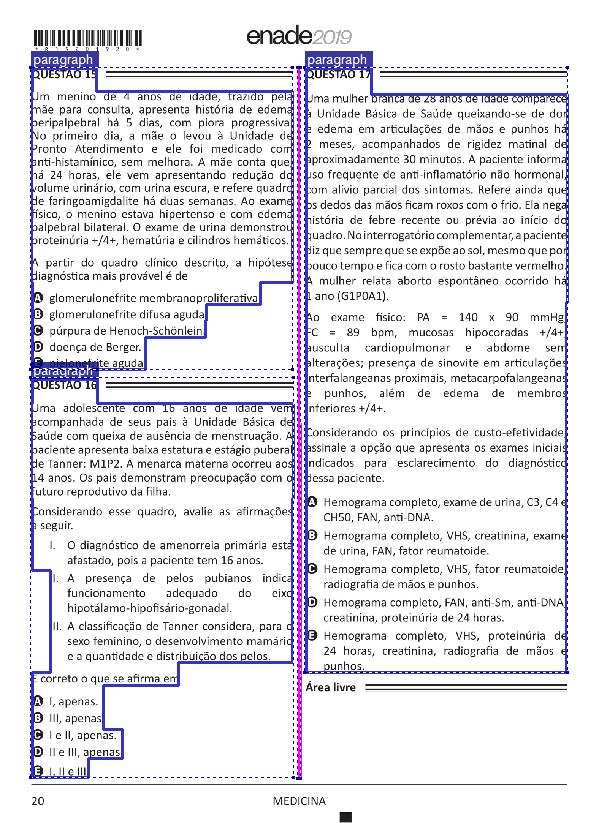 *R15201920*
enade2019
paragraph
QUESTÃO 15
Um menino de 4 anos de idade, trazido pela
mãe para consulta, apresenta história de edema
peripalpebral há 5 dias, com piora progressiva.
No primeiro dia, a mãe o levou à Unidade de
Pronto Atendimento e ele foi medicado com
anti-histamínico, sem melhora. A mãe conta que,
há 24 horas, ele vem apresentando redução do
volume urinário, com urina escura, e refere quadro
de faringoamigdalite há duas semanas. Ao exame
físico, o menino estava hipertenso e com edema
palpebral bilateral. O exame de urina demonstrou
proteinúria +/4+, hematúria e cilindros hemáticos.
A partir do quadro clínico descrito, a hipótese
diagnóstica mais provável é de
A glomerulonefrite membranoproliferativa.
B glomerulonefrite difusa aguda.
C púrpura de Henoch-Schönlein.
D doença de Berger.
E pielonefrite aguda.
paragraph
QUESTÃO 16
Uma adolescente com 16 anos de idade vem
acompanhada de seus pais à Unidade Básica de
Saúde com queixa de ausência de menstruação. A
paciente apresenta baixa estatura e estágio puberal
de Tanner: M1P2. A menarca materna ocorreu aos
14 anos. Os pais demonstram preocupação com o
futuro reprodutivo da filha.
Considerando esse quadro, avalie as afirmações
a seguir.
I. O diagnóstico de amenorreia primária está
afastado, pois a paciente tem 16 anos.
II. A presença de pelos pubianos indica
funcionamento adequado do eixo
hipotálamo-hipofisário-gonadal.
III. A classificação de Tanner considera, para o
sexo feminino, o desenvolvimento mamário
e a quantidade e distribuição dos pelos.
É correto o que se afirma em
A I, apenas.
B III, apenas.
C I e II, apenas.
D II e III, apenas.
E I, II e III.
paragraph
QUESTÃO 17
Uma mulher branca de 28 anos de idade comparece
à Unidade Básica de Saúde queixando-se de dor
e edema em articulações de mãos e punhos há
2 meses, acompanhados de rigidez matinal de
aproximadamente 30 minutos. A paciente informa
uso frequente de anti-inflamatório não hormonal,
com alívio parcial dos sintomas. Refere ainda que
os dedos das mãos ficam roxos com o frio. Ela nega
história de febre recente ou prévia ao início do
quadro. No interrogatório complementar, a paciente
diz que sempre que se expõe ao sol, mesmo que por
pouco tempo e fica com o rosto bastante vermelho.
A mulher relata aborto espontâneo ocorrido há
1 ano (G1P0A1).
Ao exame físico: PA = 140 x 90 mmHg,
FC = 89 bpm, mucosas hipocoradas +/4+,
ausculta cardiopulmonar e abdome sem
alterações; presença de sinovite em articulações
interfalangeanas proximais, metacarpofalangeanas
e punhos, além de edema de membros
inferiores +/4+.
Considerando os princípios de custo-efetividade,
assinale a opção que apresenta os exames iniciais
indicados para esclarecimento do diagnóstico
dessa paciente.
A Hemograma completo, exame de urina, C3, C4 e
CH50, FAN, anti-DNA.
B Hemograma completo, VHS, creatinina, exame
de urina, FAN, fator reumatoide.
C Hemograma completo, VHS, fator reumatoide,
radiografia de mãos e punhos.
D Hemograma completo, FAN, anti-Sm, anti-DNA,
creatinina, proteinúria de 24 horas.
E Hemograma completo, VHS, proteinúria de
24 horas, creatinina, radiografia de mãos e
punhos.
Área livre
20
MEDICINA